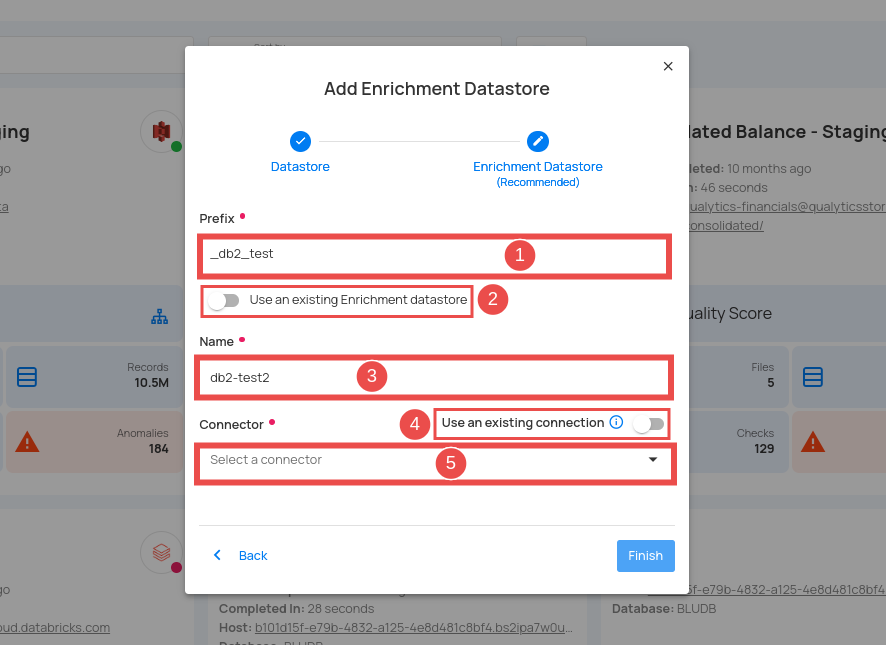 Add Enrichment Datastore
Datastore
Enrichment Datastore
(Recommended)
Prefix
_db2_test
1
Use an existing Enrichment datastore
2
Name
db2-test2
3
Connector
4
Use an existing connection
Select a connector
5
Back
Finish
ging
lated Balance - Staging
go
leted: 10 months ago
n: 46 seconds
ta
ualytics-financials@qualyticsstor
onsolidated/
uality Score
Records
10.5M
Files
5
Anomalies
184
Checks
129
go
oud.databricks.com
Completed In: 28 seconds
Host: b101d15f-e79b-4832-a125-4e8d481c8bf4.bs2ipa7w0u...
5f-e79b-4832-a125-4e8d481c8bf4
Database: BLUDB